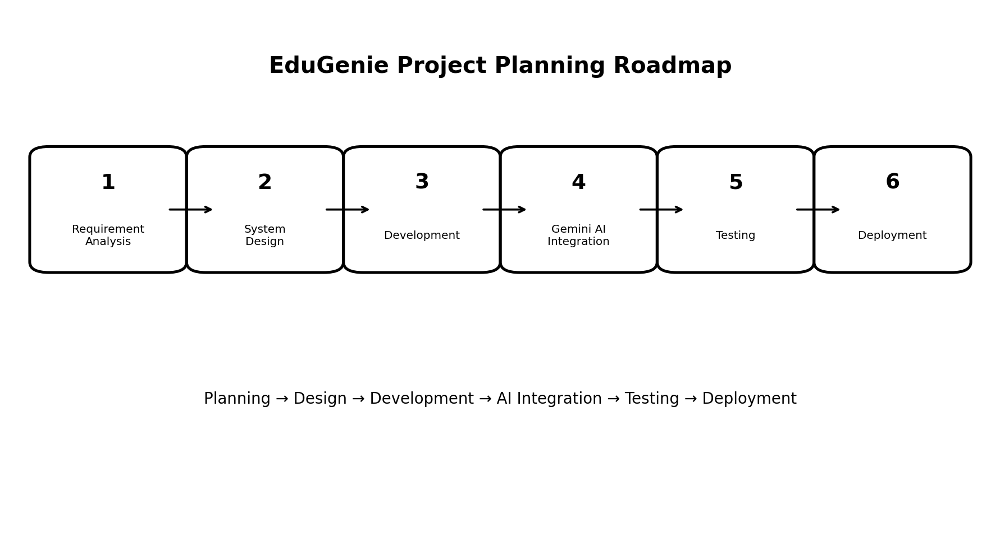 EduGenie Project Planning Roadmap
1
Requirement
Analysis
2
System
Design
3
Development
4
Gemini AI
Integration
5
Testing
6
Deployment
Planning → Design → Development → AI Integration → Testing → Deployment